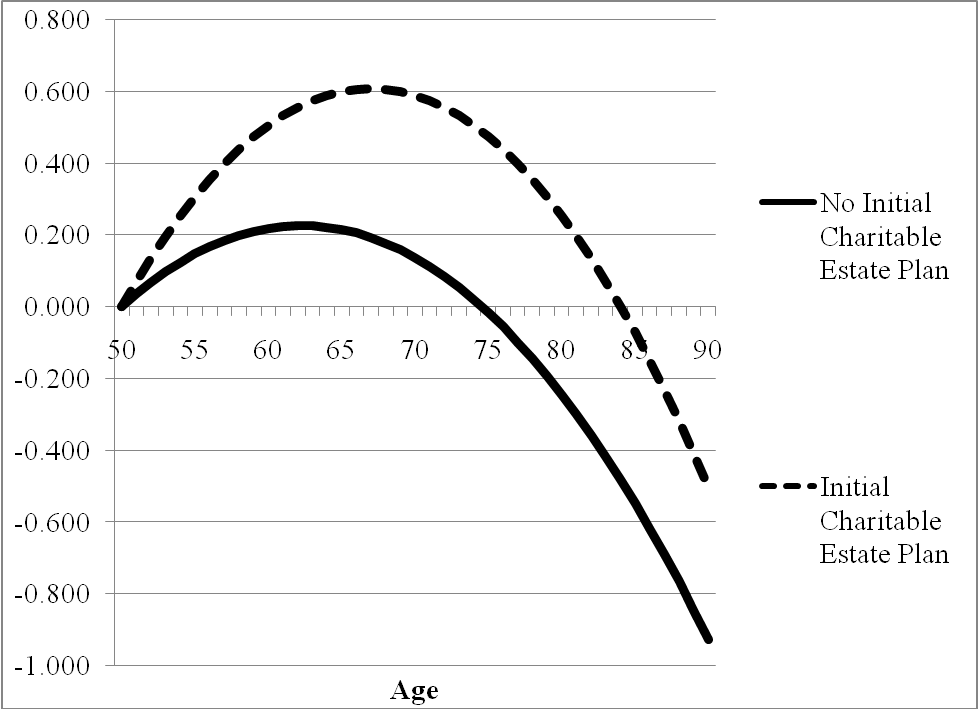 0.800
0.600
0.400
0.200
0.000
-0.200
-0.400
-0.600
-0.800
-1.000
50 55 60 65 70 75 80 85 90
Age
No Initial
Charitable
Estate Plan
Initial
Charitable
Estate Plan